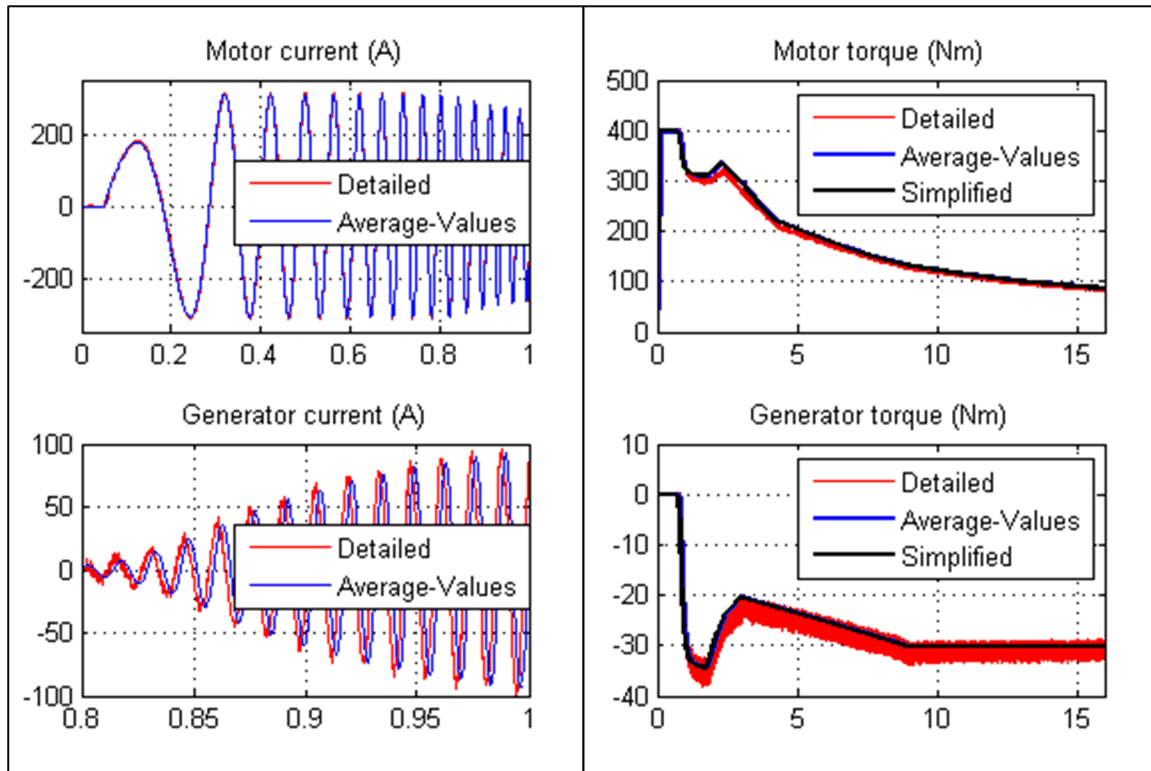 Motor current (A)
200
0
-200
0 0.2 0.4 0.6 0.8 1
Detailed
Average-Values
Motor torque (Nm)
500
400
300
200
100
0
0 5 10 15
Detailed
Average-Values
Simplified
Generator current (A)
100
50
0
-50
-100
0.8 0.85 0.9 0.95 1
Detailed
Average-Values
Generator torque (Nm)
10
0
-10
-20
-30
-40
0 5 10 15
Detailed
Average-Values
Simplified